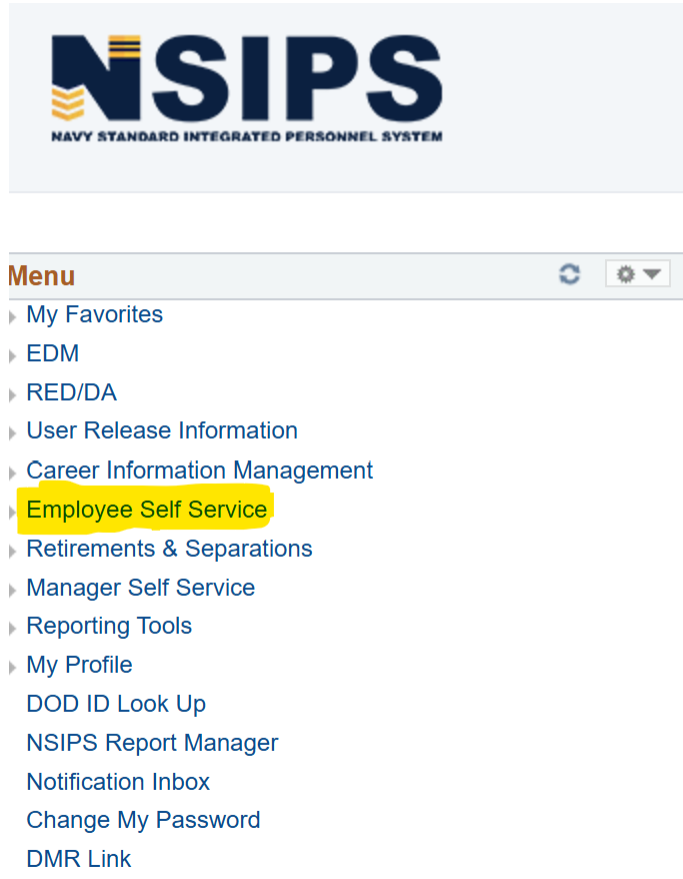 NSIPS
NAVY STANDARD INTEGRATED PERSONNEL SYSTEM
Menu
My Favorites
EDM
RED/DA
User Release Information
Career Information Management
Employee Self Service
Retirements & Separations
Manager Self Service
Reporting Tools
My Profile
DOD ID Look Up
NSIPS Report Manager
Notification Inbox
Change My Password
DMR Link